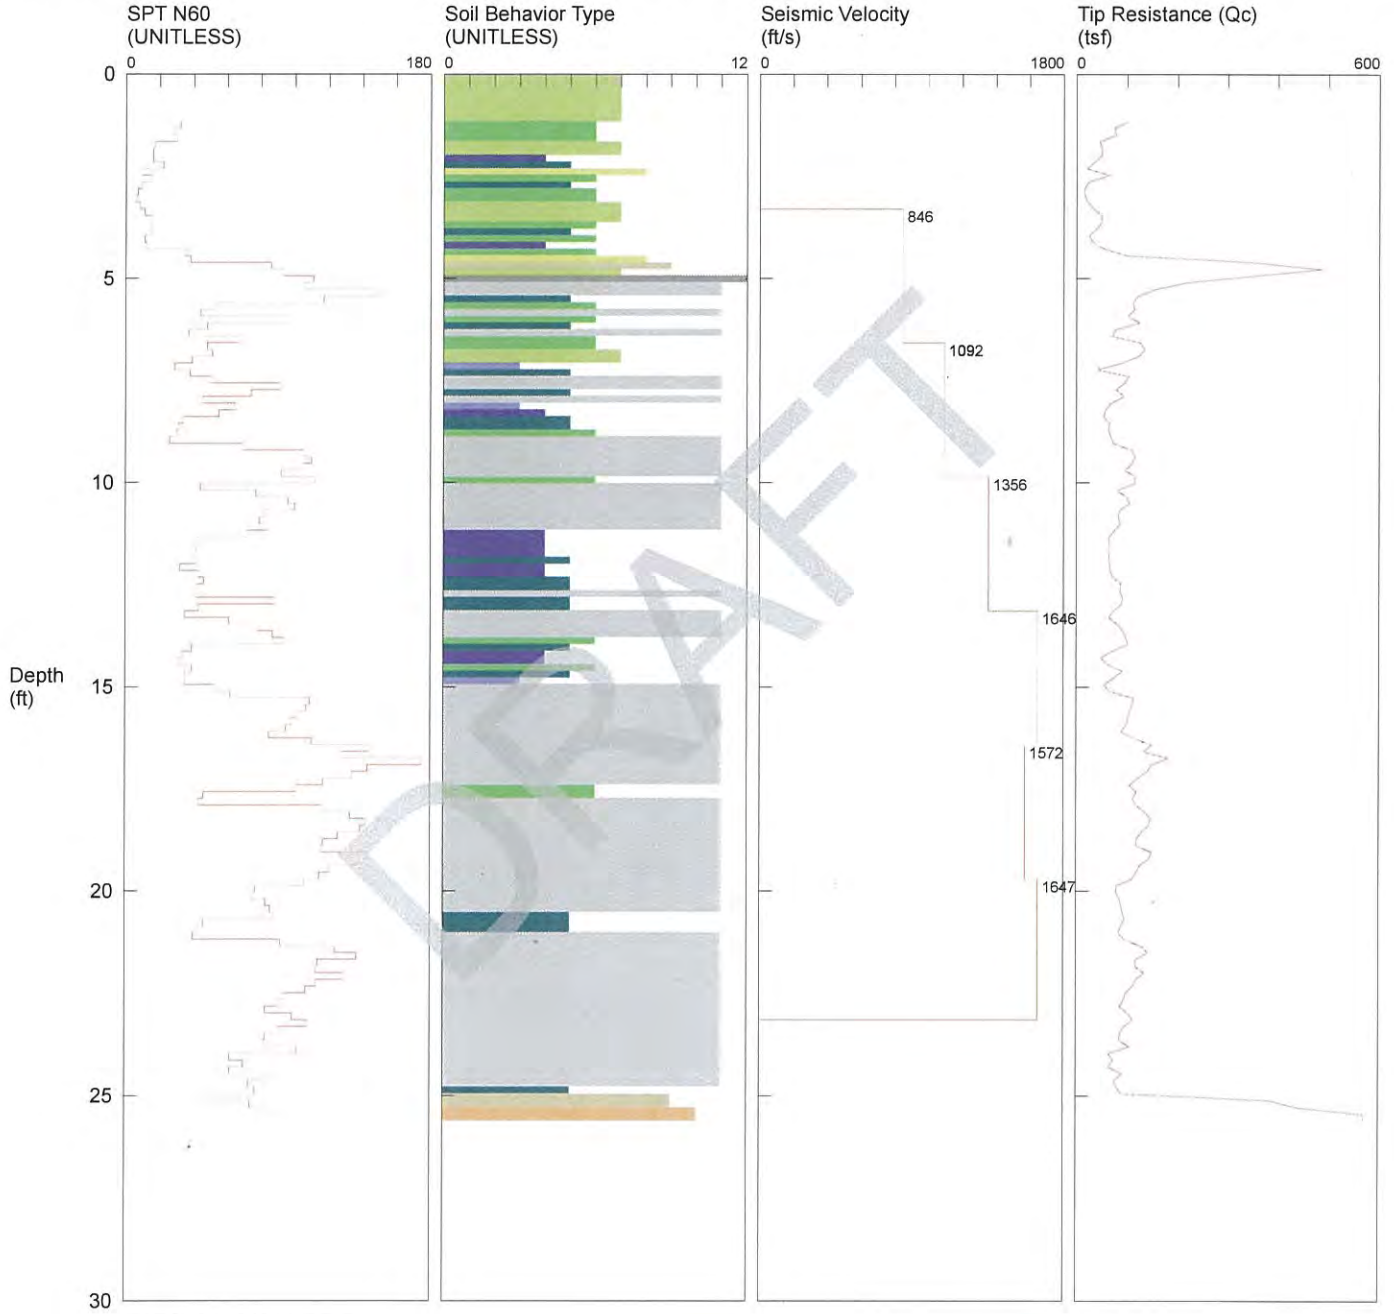 SPT N60
(UNITLESS)
0 180
Soil Behavior Type
(UNITLESS)
0 12
Seismic Velocity
(ft/s)
0 1800
Tip Resistance (Qc)
(tsf)
0 600
0
846
5
1092
10
1356
1646
Depth
(ft)
15
1572
20
1647
25
30
DRAFT